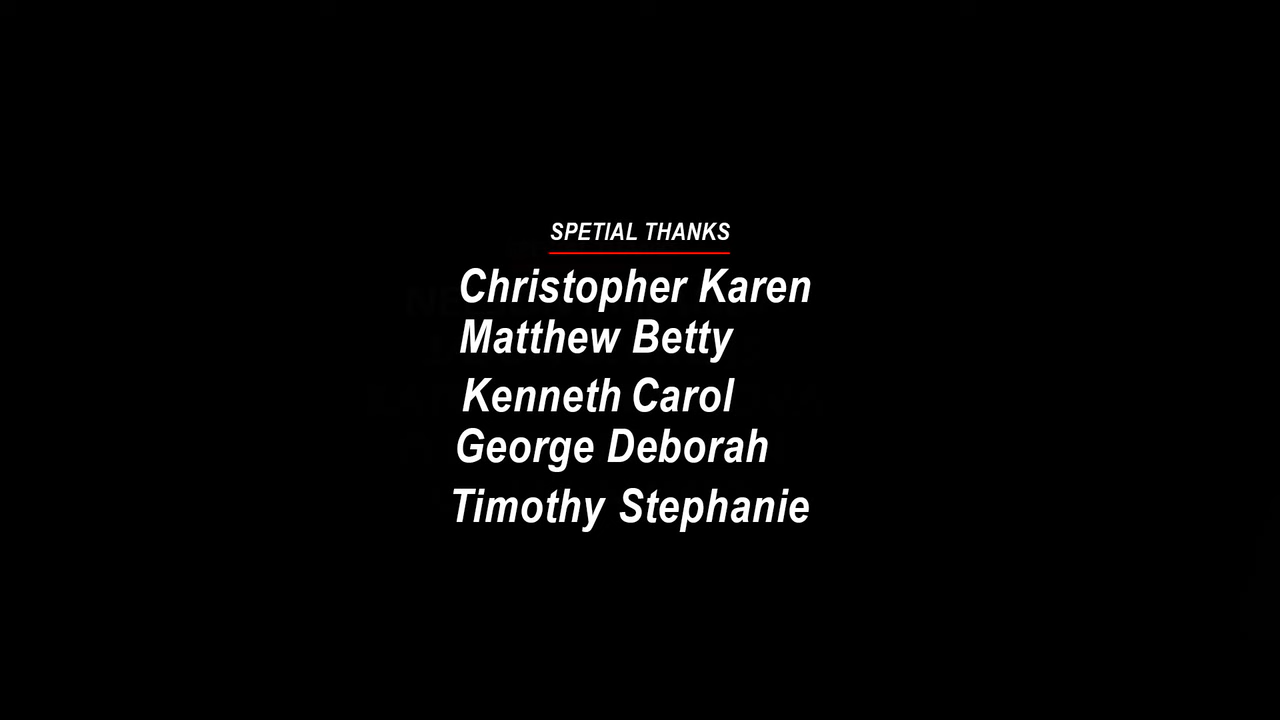 SPETIAL THANKS
Christopher Karen
Matthew Betty
Kenneth Carol
George Deborah
Timothy Stephanie